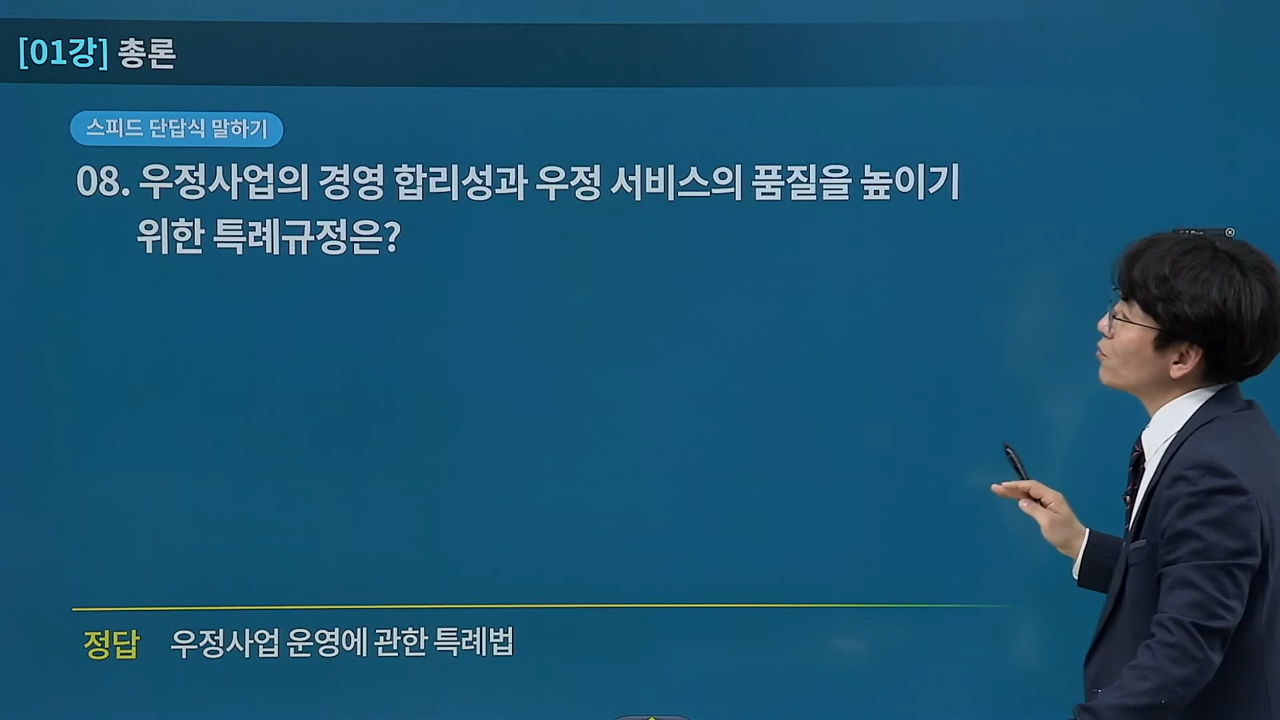 [01강] 총론
스피드 단답식 말하기
08. 우정사업의 경영 합리성과 우정 서비스의 품질을 높이기
위한 특례규정은?
정답 우정사업 운영에 관한 특례법